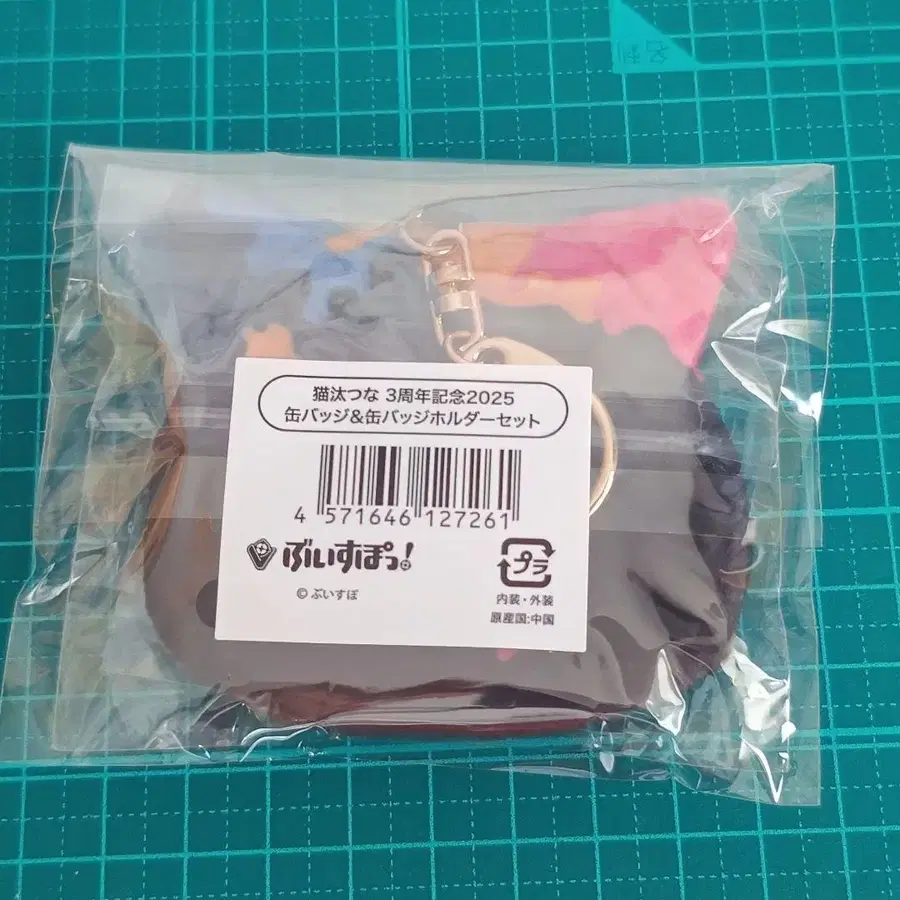 名刺
猫汰つな 3周年記念2025
缶バッジ&缶バッジホルダーセット
4 571646 127261
ぶいすぽっ!
プラ
© ぶいすぽ
内装・外装
原産国:中国